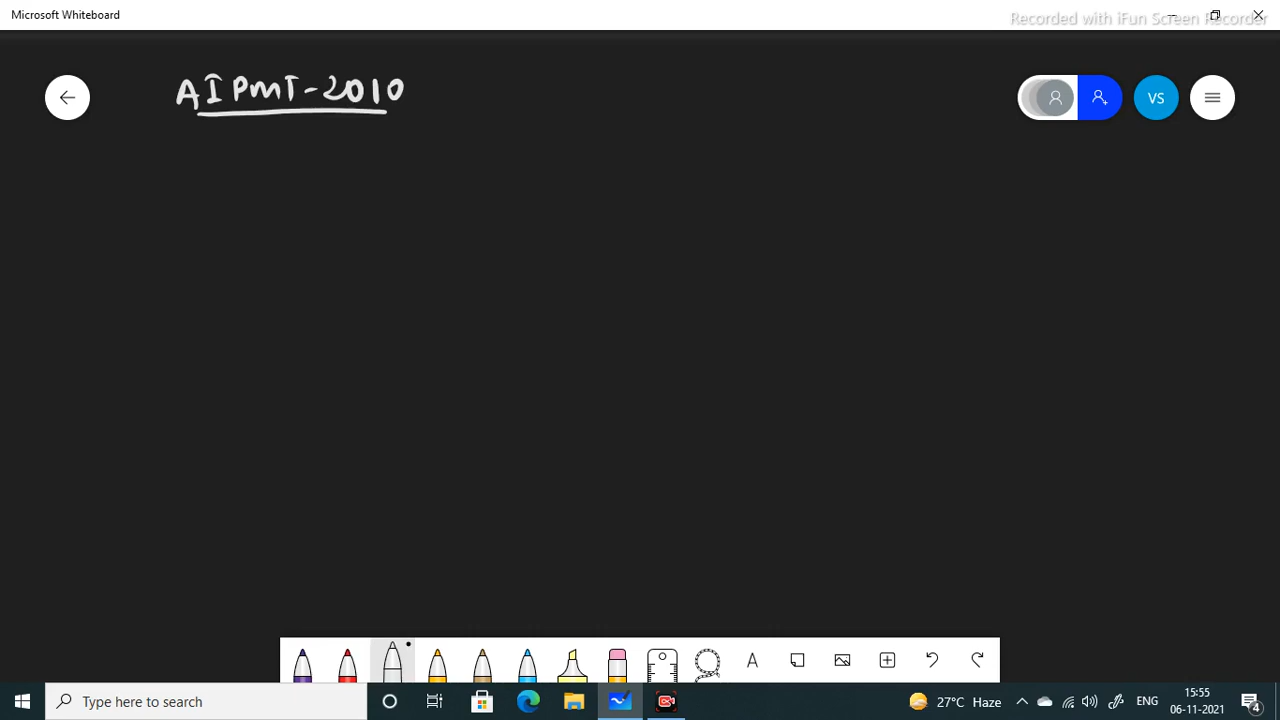 Microsoft Whiteboard
Recorded with iFun Screen Recorder
AIPMT-2010
VS
A
Type here to search
27°C Haze
ENG
15:55
06-11-2021
4